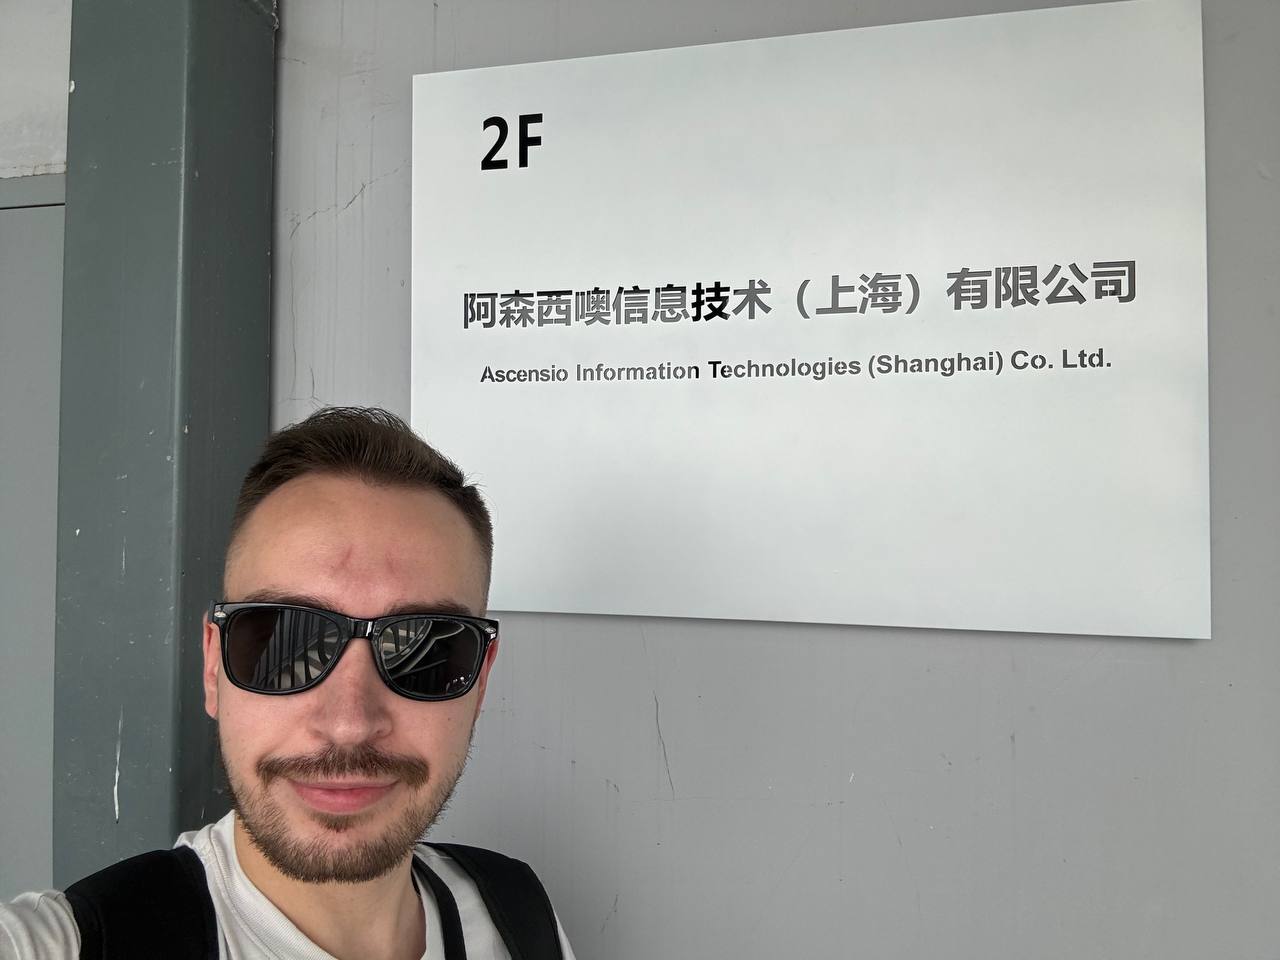 2F
阿森西噢信息技术（上海）有限公司
Ascensio Information Technologies (Shanghai) Co. Ltd.